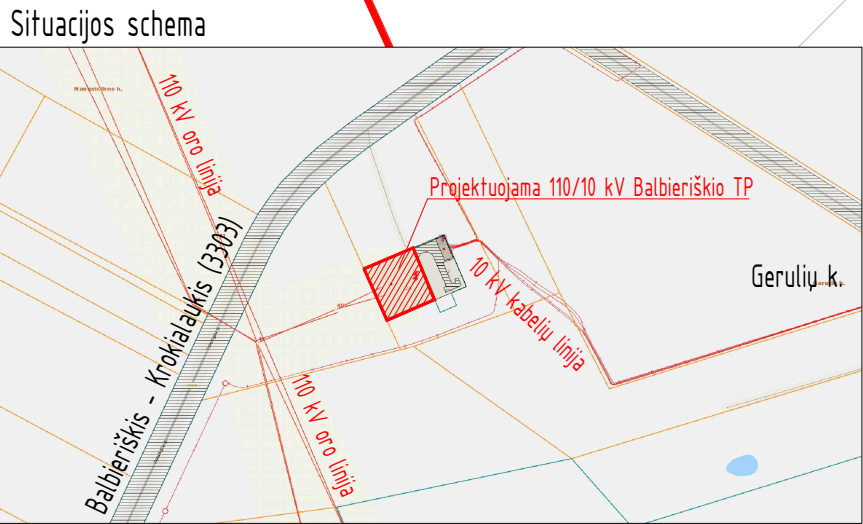 Situacijos schema
110 kV oro linija
Projektuojama 110/10 kV Balbieriškio TP
Balbieriškis - Krokialaukis (3303)
10 kV kabelių linija
Gerulių k.
110 kV oro linija